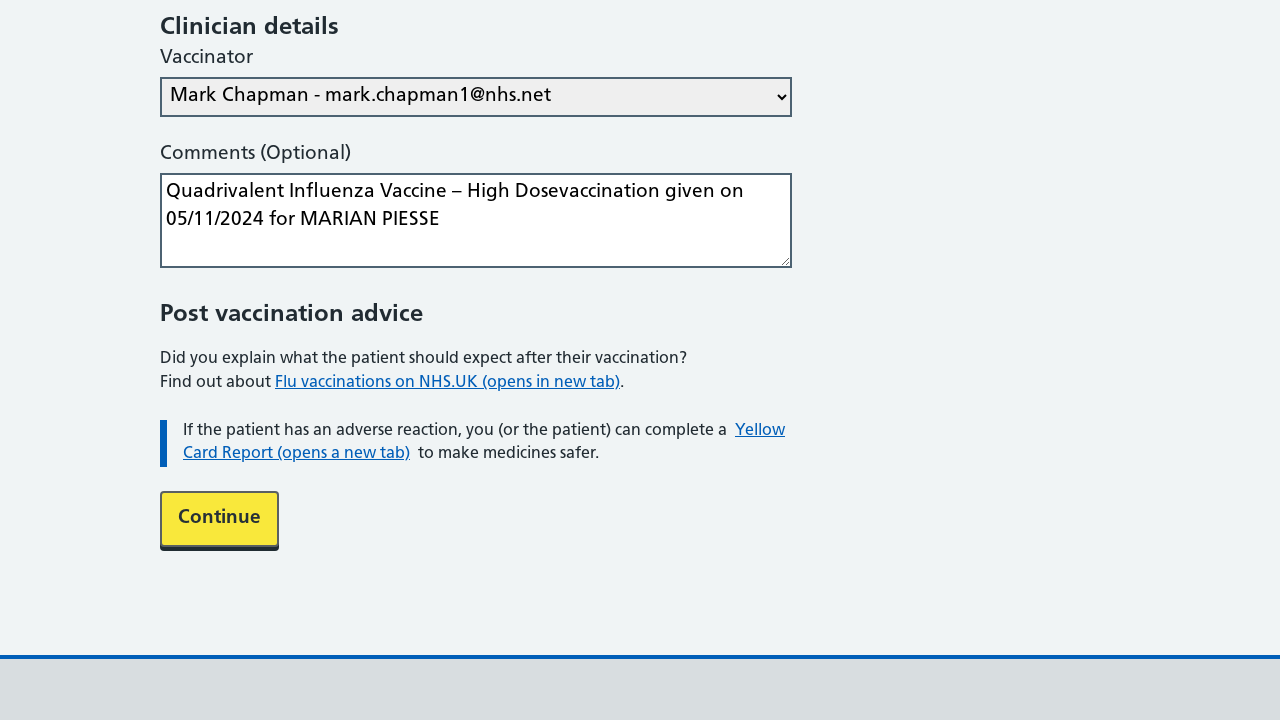 Clinician details
Vaccinator
Mark Chapman - mark.chapman1@nhs.net
Comments (Optional)
Quadrivalent Influenza Vaccine – High Dosevaccination given on
05/11/2024 for MARIAN PIESSE
Post vaccination advice
Did you explain what the patient should expect after their vaccination?
Find out about Flu vaccinations on NHS.UK (opens in new tab).
If the patient has an adverse reaction, you (or the patient) can complete a Yellow
Card Report (opens a new tab) to make medicines safer.
Continue